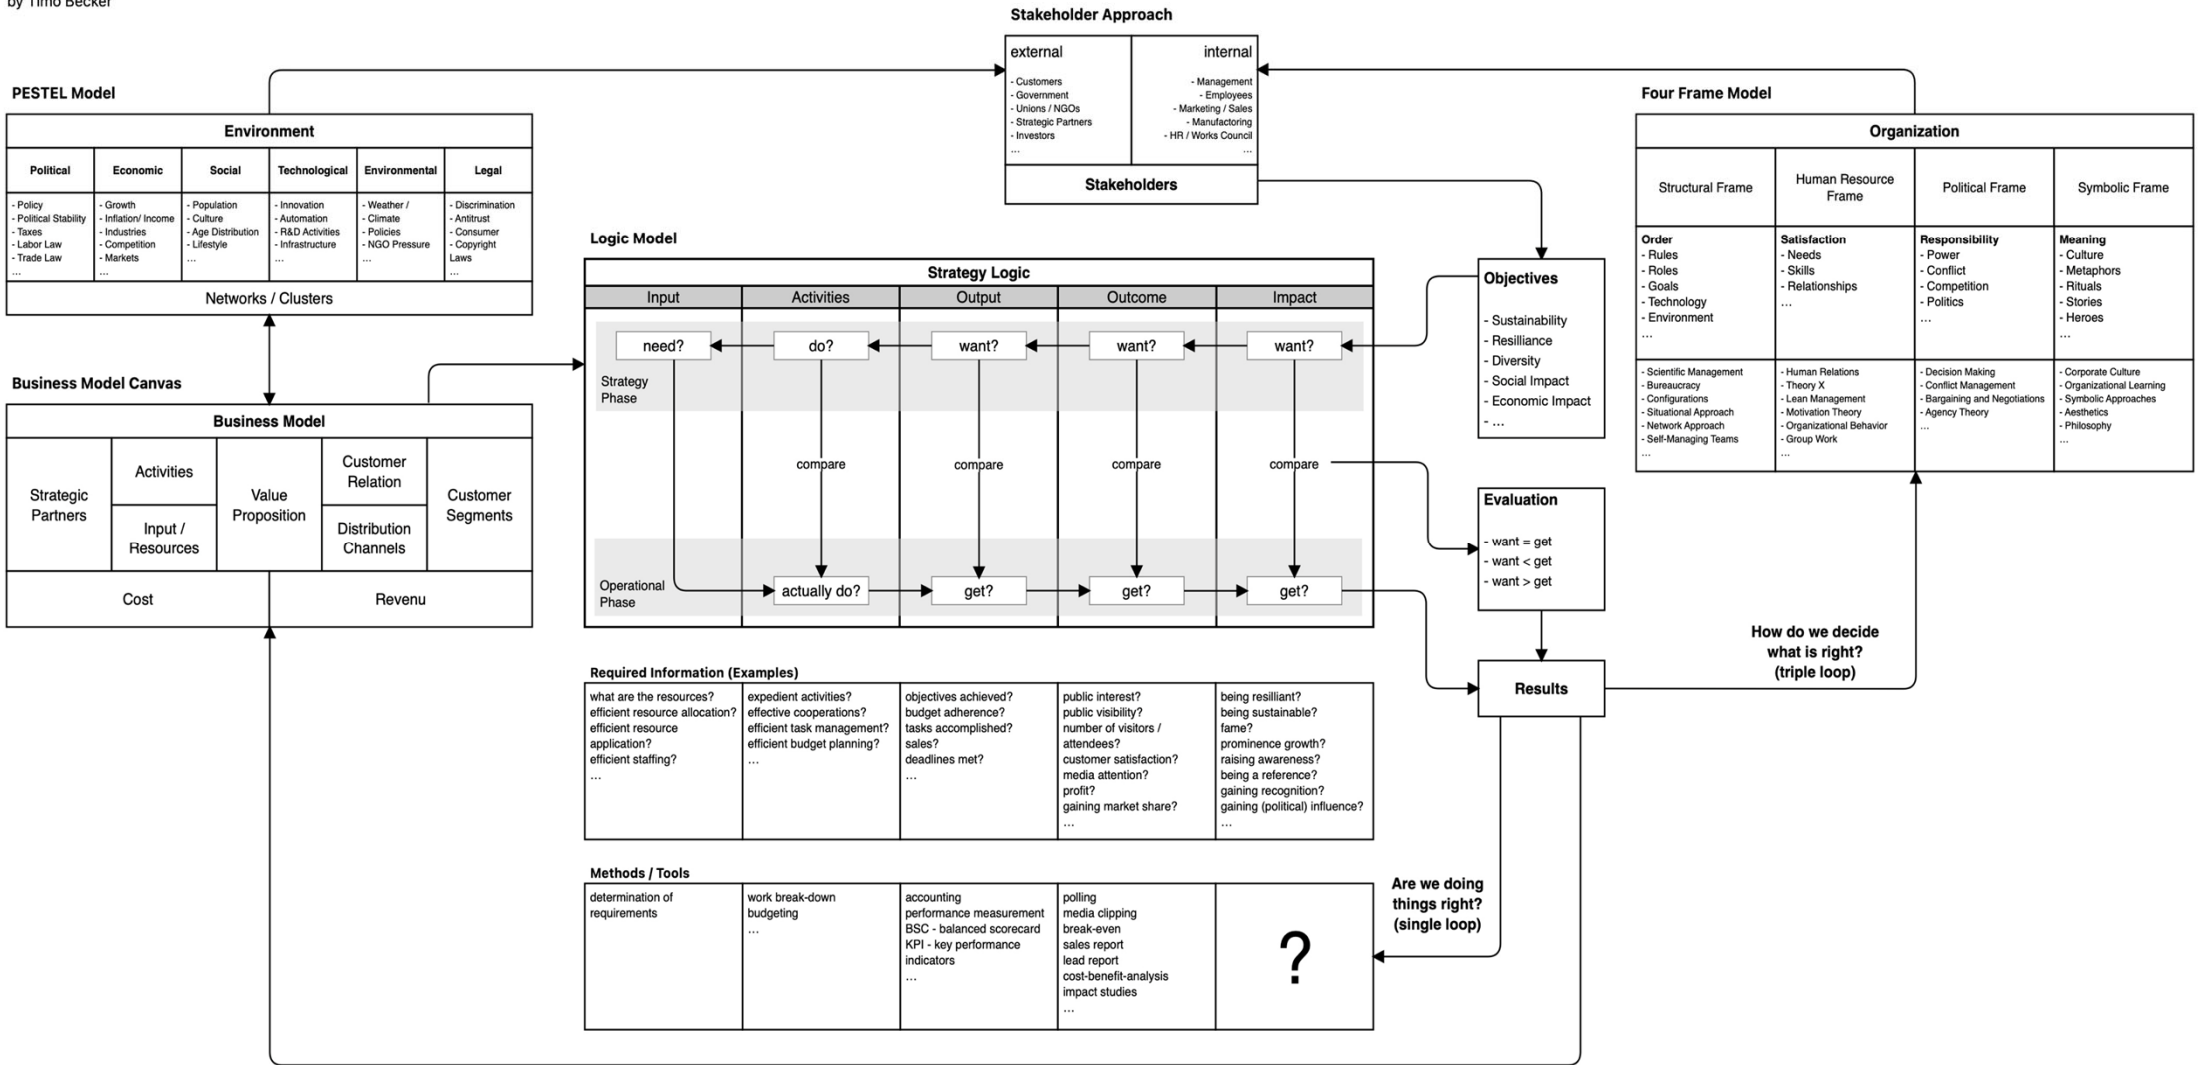 by Timo Becker
Stakeholder Approach
external
- Customers
- Government
- Unions / NGOs
- Strategic Partners
- Investors
...
internal
- Management
- Employees
- Marketing / Sales
- Manufactoring
- HR / Works Council
...
Stakeholders
PESTEL Model
Environment
Political
Economic
Social
Technological
Environmental
Legal
- Policy
- Political Stability
- Taxes
- Labor Law
- Trade Law
...
- Growth
- Inflation/ Income
- Industries
- Competition
- Markets
...
- Population
- Culture
- Age Distribution
- Lifestyle
...
- Innovation
- Automation
- R&D Activities
- Infrastructure
...
- Weather /
- Climate
- Policies
- NGO Pressure
...
- Discrimination
- Antitrust
- Consumer
- Copyright
Laws
...
Networks / Clusters
Business Model Canvas
Business Model
Strategic
Partners
Activities
Input /
Resources
Value
Proposition
Customer
Relation
Distribution
Channels
Customer
Segments
Cost
Revenu
Logic Model
Strategy Logic
Input
Activities
Output
Outcome
Impact
need?
do?
want?
want?
want?
Strategy
Phase
compare
compare
compare
compare
Operational
Phase
actually do?
get?
get?
get?
Objectives
- Sustainability
- Resilliance
- Diversity
- Social Impact
- Economic Impact
- ...
Evaluation
- want = get
- want < get
- want > get
Results
Four Frame Model
Organization
Structural Frame
Human Resource
Frame
Political Frame
Symbolic Frame
Order
- Rules
- Roles
- Goals
- Technology
- Environment
...
Satisfaction
- Needs
- Skills
- Relationships
...
Responsibility
- Power
- Conflict
- Competition
- Politics
...
Meaning
- Culture
- Metaphors
- Rituals
- Stories
- Heroes
...
- Scientific Management
- Bureaucracy
- Configurations
- Situational Approach
- Network Approach
- Self-Managing Teams
...
- Human Relations
- Theory X
- Lean Management
- Motivation Theory
- Organizational Behavior
- Group Work
...
- Decision Making
- Conflict Management
- Bargaining and Negotiations
- Agency Theory
...
- Corporate Culture
- Organizational Learning
- Symbolic Approaches
- Aesthetics
- Philosophy
...
How do we decide
what is right?
(triple loop)
Required Information (Examples)
what are the resources?
efficient resource allocation?
efficient resource
application?
efficient staffing?
...
expedient activities?
effective cooperations?
efficient task management?
efficient budget planning?
...
objectives achieved?
budget adherence?
tasks accomplished?
sales?
deadlines met?
...
public interest?
public visibility?
number of visitors /
attendees?
customer satisfaction?
media attention?
profit?
gaining market share?
...
being resilliant?
being sustainable?
fame?
prominence growth?
raising awareness?
being a reference?
gaining recognition?
gaining (political) influence?
...
Methods / Tools
determination of
requirements
work break-down
budgeting
...
accounting
performance measurement
BSC - balanced scorecard
KPI - key performance
indicators
...
polling
media clipping
break-even
sales report
lead report
cost-benefit-analysis
impact studies
...
?
Are we doing
things right?
(single loop)